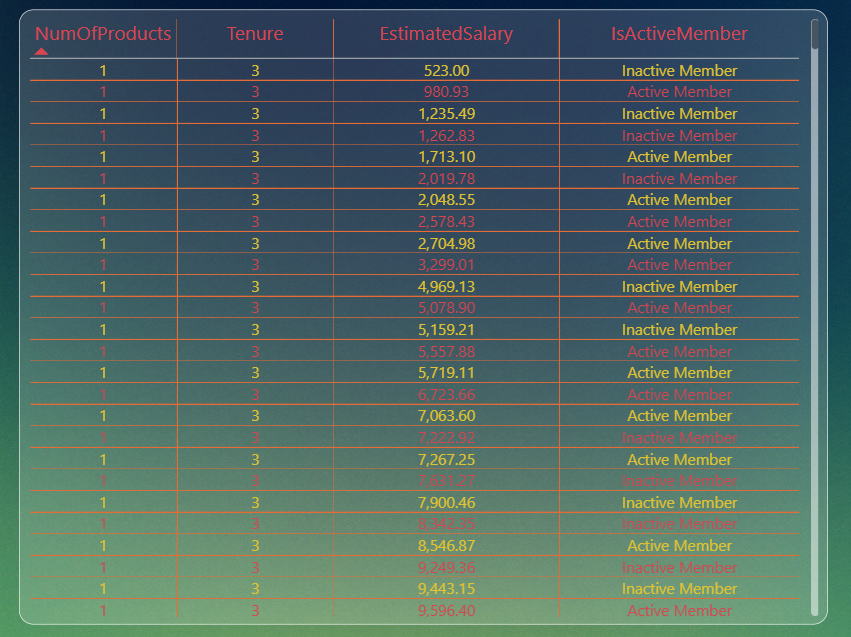 NumOfProducts Tenure EstimatedSalary IsActiveMember
1 3 523.00 Inactive Member
1 3 980.93 Active Member
1 3 1,235.49 Inactive Member
1 3 1,262.83 Inactive Member
1 3 1,713.10 Active Member
1 3 2,019.78 Inactive Member
1 3 2,048.55 Active Member
1 3 2,578.43 Active Member
1 3 2,704.98 Active Member
1 3 3,299.01 Active Member
1 3 4,969.13 Inactive Member
1 3 5,078.90 Active Member
1 3 5,159.21 Inactive Member
1 3 5,557.88 Active Member
1 3 5,719.11 Active Member
1 3 6,723.66 Active Member
1 3 7,063.60 Active Member
1 3 7,222.92 Inactive Member
1 3 7,267.25 Active Member
1 3 Inactive Member
1 3 7,900.46 Inactive Member
1 3 8,342.35 Inactive Member
1 3 8,546.87 Active Member
1 3 9,249.36 Inactive Member
1 3 9,443.15 Inactive Member
1 3 9,596.40 Active Member